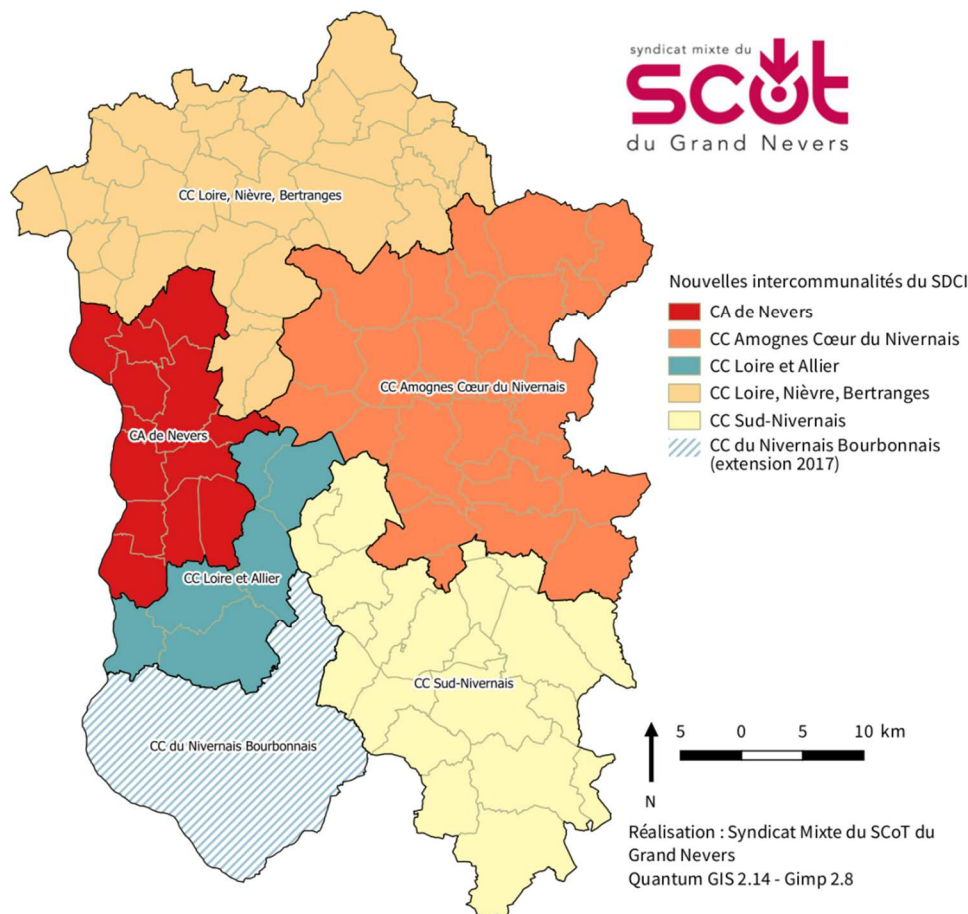 syndicat mixte du
scot
du Grand Nevers
CC Loire, Nièvre, Bertranges
Nouvelles intercommunalités du SDCI
CA de Nevers
CC Amognes Cœur du Nivernais
CC Loire et Allier
CC Loire, Nièvre, Bertranges
CC Sud-Nivernais
CC du Nivernais Bourbonnais
(extension 2017)
CC Amognes Cœur du Nivernais
CA de Nevers
CC Loire et Allier
CC Sud-Nivernais
CC du Nivernais Bourbonnais
5 0 5 10 km
N
Réalisation : Syndicat Mixte du SCoT du
Grand Nevers
Quantum GIS 2.14 - Gimp 2.8